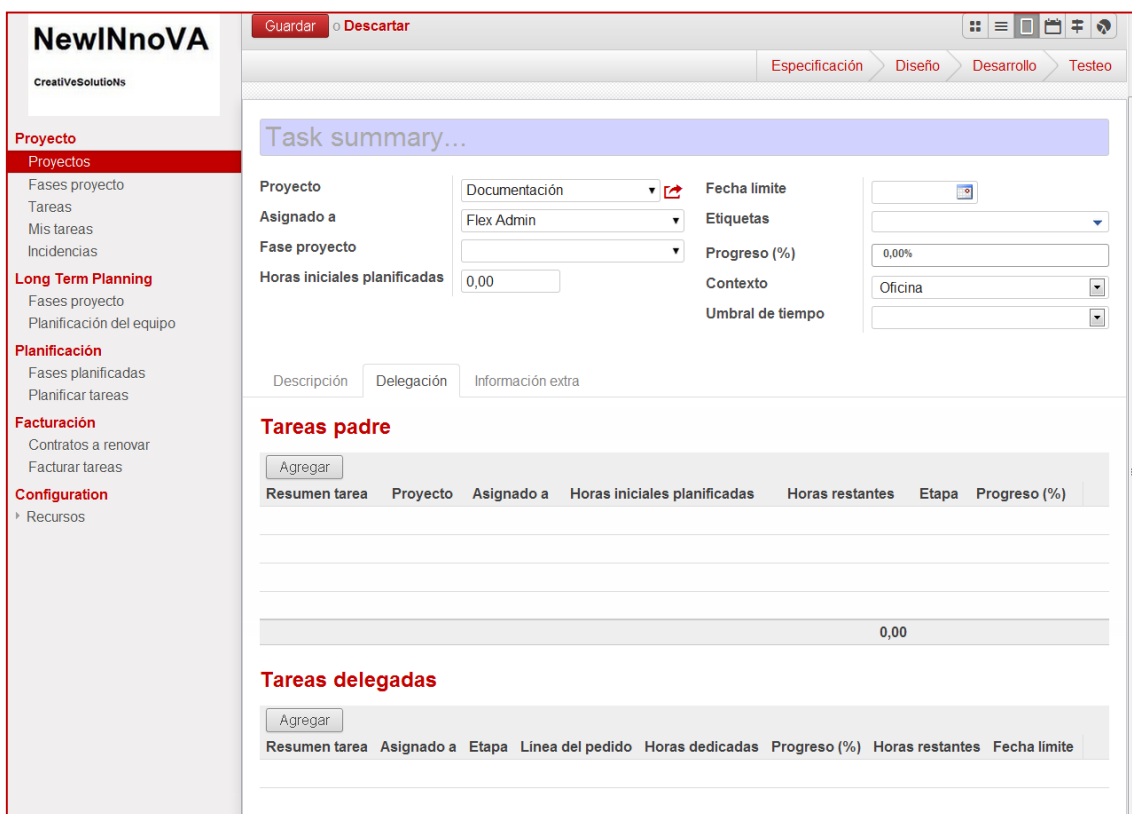 NewINnoVA
CreatiVeSolutioNs
Proyecto
Proyectos
Fases proyecto
Tareas
Mis tareas
Incidencias
Long Term Planning
Fases proyecto
Planificación del equipo
Planificación
Fases planificadas
Planificar tareas
Facturación
Contratos a renovar
Facturar tareas
Configuration
Recursos
Guardar o Descartar
Especificación Diseño Desarrollo Testeo
Task summary...
Proyecto Documentación
Asignado a Flex Admin
Fase proyecto
Horas iniciales planificadas 0,00
Fecha límite
Etiquetas
Progreso (%) 0,00%
Contexto Oficina
Umbral de tiempo
Descripción Delegación Información extra
Tareas padre
Agregar
Resumen tarea Proyecto Asignado a Horas iniciales planificadas Horas restantes Etapa Progreso (%)
0,00
Tareas delegadas
Agregar
Resumen tarea Asignado a Etapa Línea del pedido Horas dedicadas Progreso (%) Horas restantes Fecha límite